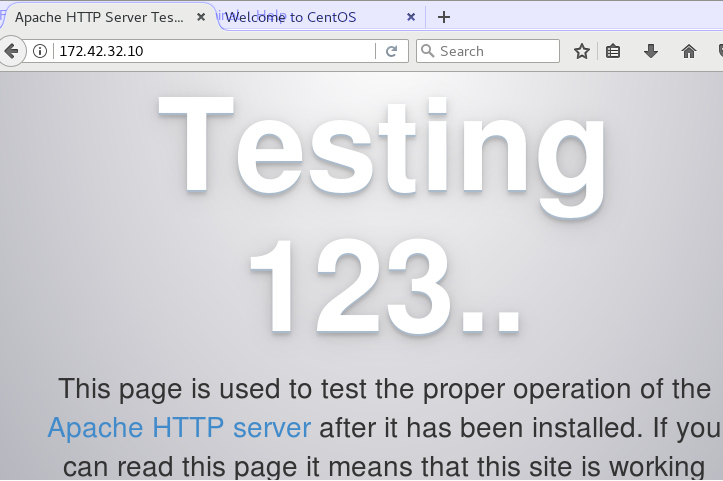 Apache HTTP Server Tes...
Welcome to CentOS
172.42.32.10
Search
Testing
123..
This page is used to test the proper operation of the
Apache HTTP server after it has been installed. If you
can read this page it means that this site is working